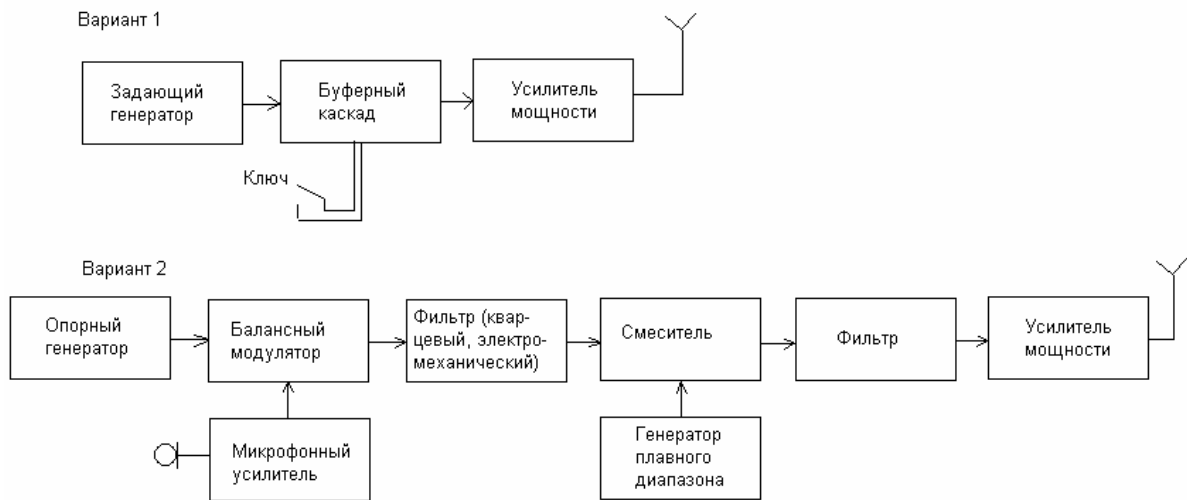 Вариант 1
Задающий
генератор
Буферный
каскад
Усилитель
мощности
Ключ
Вариант 2
Опорный
генератор
Балансный
модулятор
Фильтр (квар-
цевый, электро-
механический)
Смеситель
Фильтр
Усилитель
мощности
Микрофонный
усилитель
Генератор
плавного
диапазона